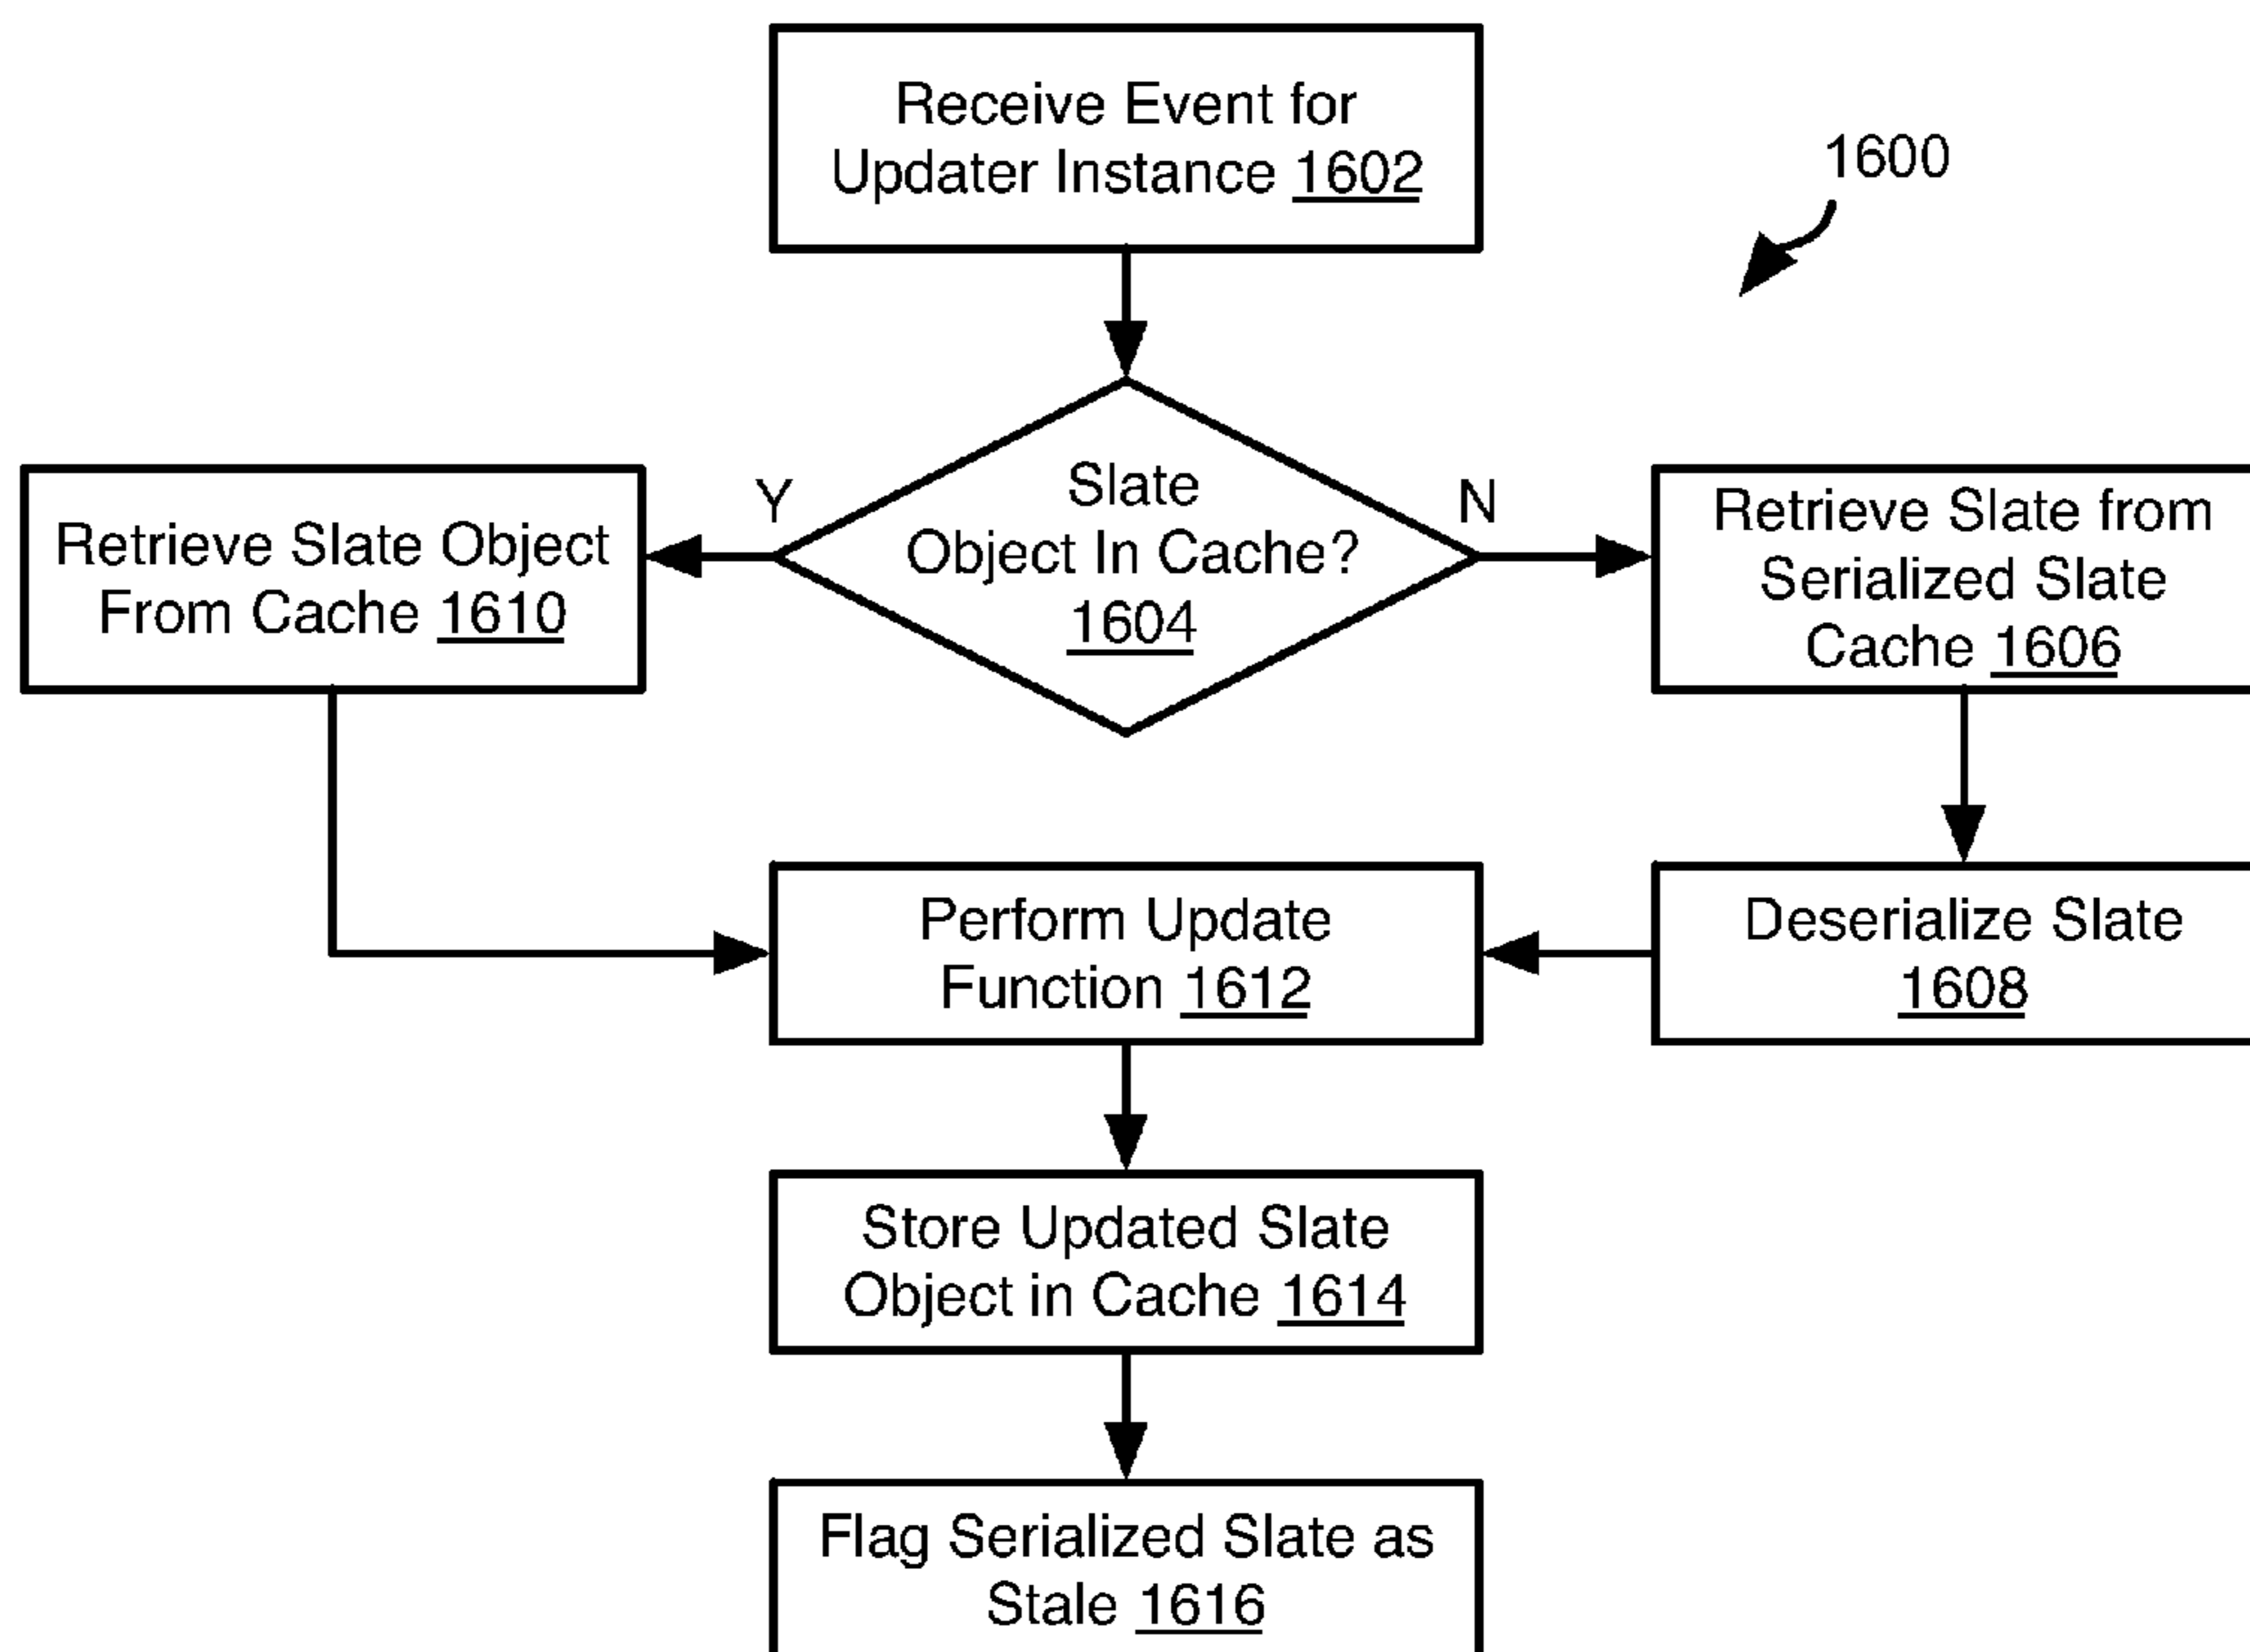 Receive Event for
Updater Instance 1602
1600
Y
N
Slate
Object In Cache?
1604
Retrieve Slate Object
From Cache 1610
Retrieve Slate from
Serialized Slate
Cache 1606
Perform Update
Function 1612
Deserialize Slate
1608
Store Updated Slate
Object in Cache 1614
Flag Serialized Slate as
Stale 1616